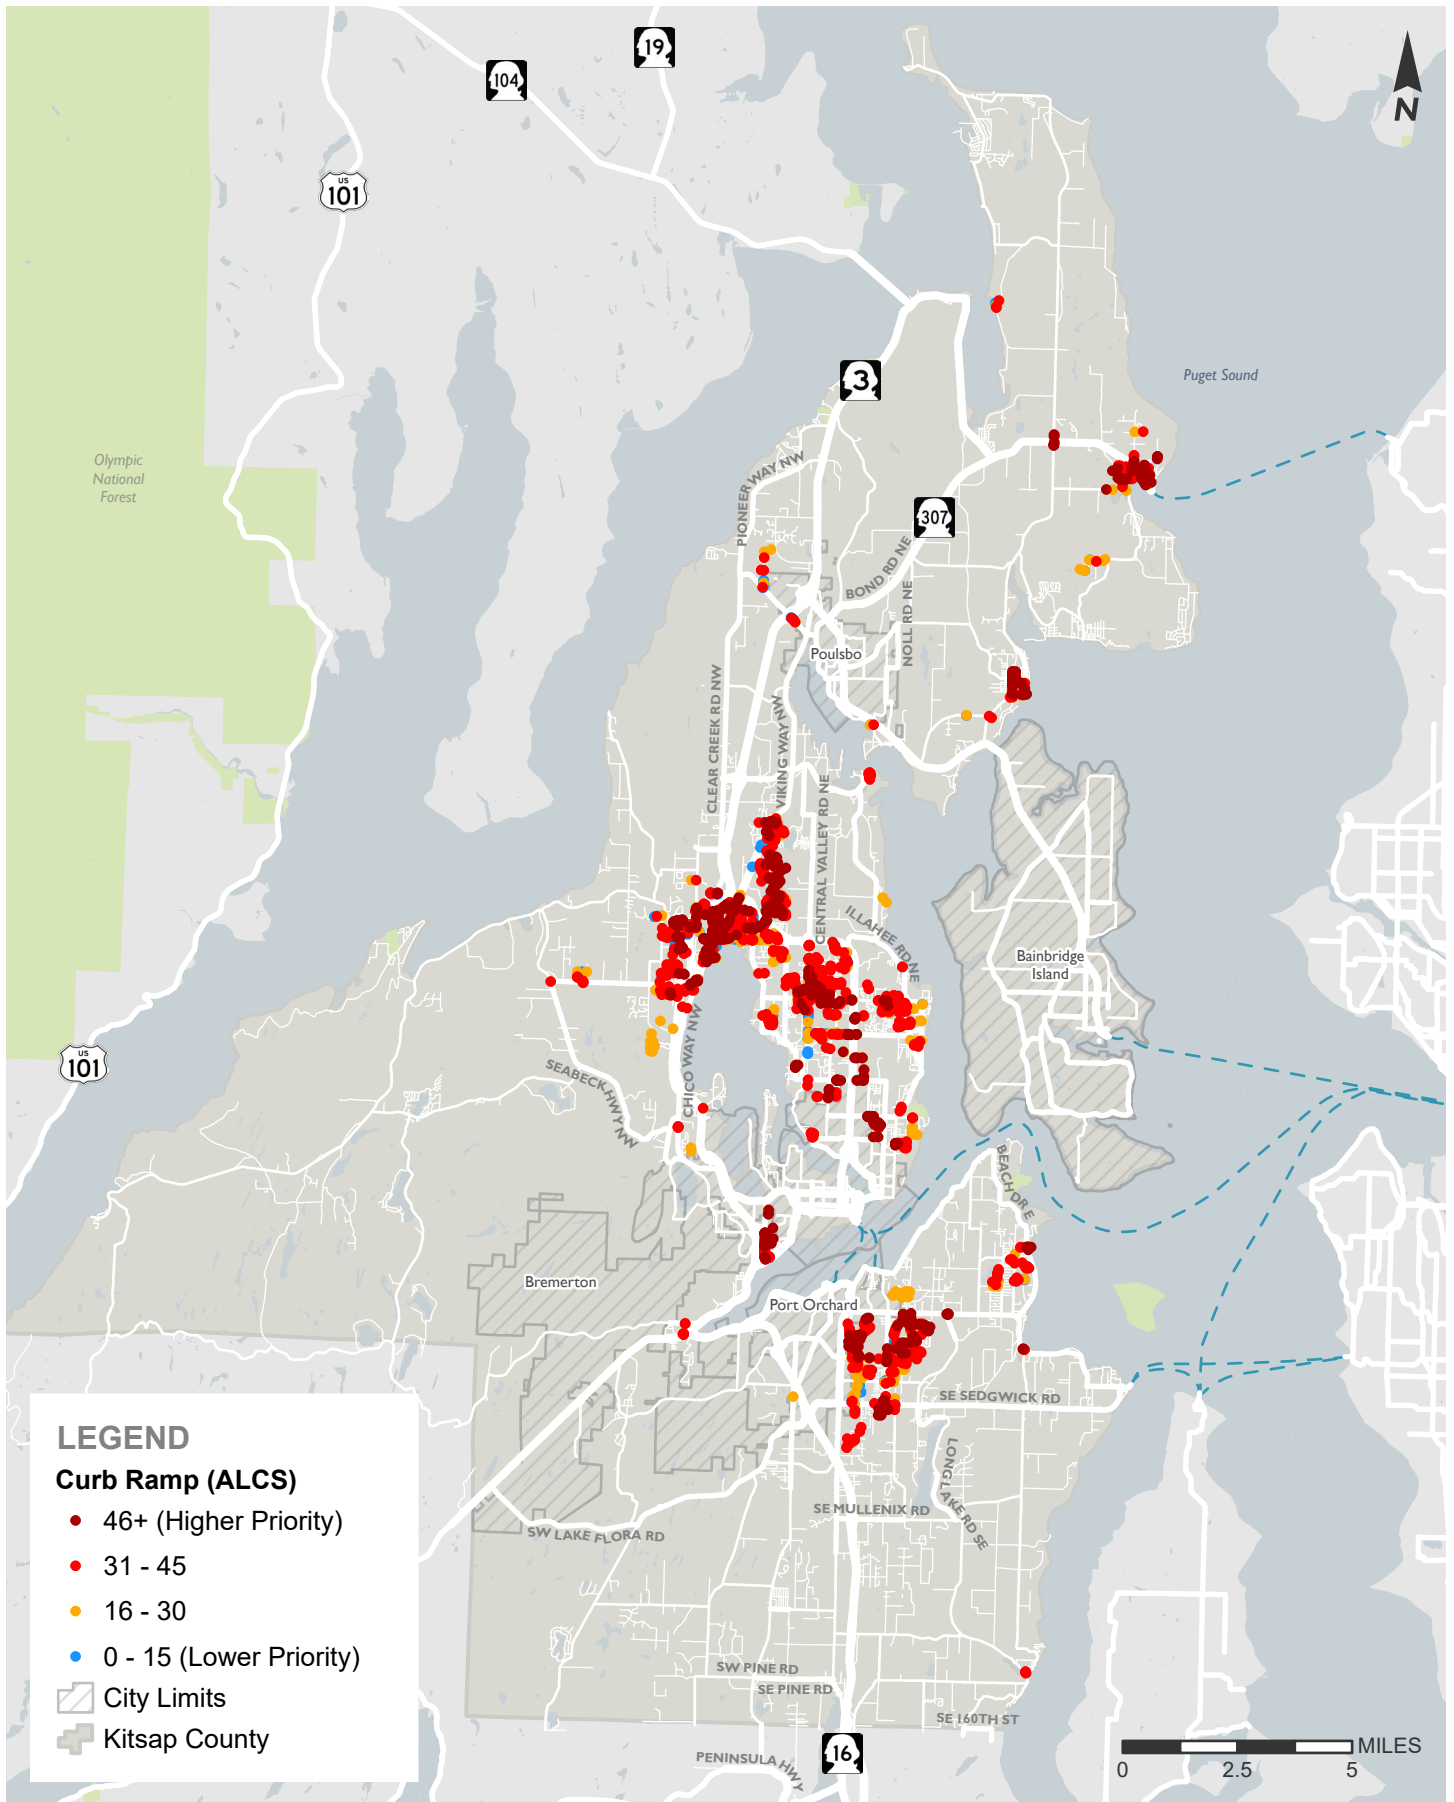 19
104
N
US
101
3
Puget Sound
Olympic
National
Forest
PIONEER WAY NW
307
BOND RD NE
NOLL RD NE
Poulsbo
CLEAR CREEK RD NW
VIKING WAY NW
CENTRAL VALLEY RD NE
ILLAHEE RD NE
Bainbridge
Island
US
101
CHICO WAY NW
SEABECK HWY NW
BEACH DR E
Bremerton
Port Orchard
SE SEDGWICK RD
LONG LAKE RD SE
SE MULLENIX RD
SW LAKE FLORA RD
SW PINE RD
SE PINE RD
SE 160TH ST
PENINSULA HWY
16
LEGEND
Curb Ramp (ALCS)
46+ (Higher Priority)
31 - 45
16 - 30
0 - 15 (Lower Priority)
City Limits
Kitsap County
MILES
0 2.5 5